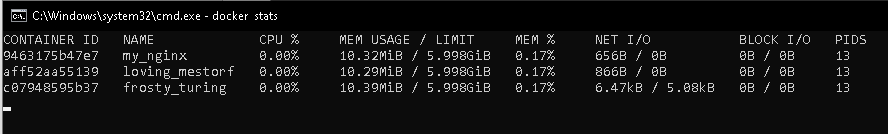 C:\Windows\system32\cmd.exe - docker stats
CONTAINER ID NAME CPU % MEM USAGE / LIMIT MEM % NET I/O BLOCK I/O PIDS
9463175b47e7 my_nginx 0.00% 10.32MiB / 5.998GiB 0.17% 656B / 0B 0B / 0B 13
aff52aa55139 loving_mestorf 0.00% 10.29MiB / 5.998GiB 0.17% 866B / 0B 0B / 0B 13
c07948595b37 frosty_turing 0.00% 10.39MiB / 5.998GiB 0.17% 6.47kB / 5.08kB 0B / 0B 13